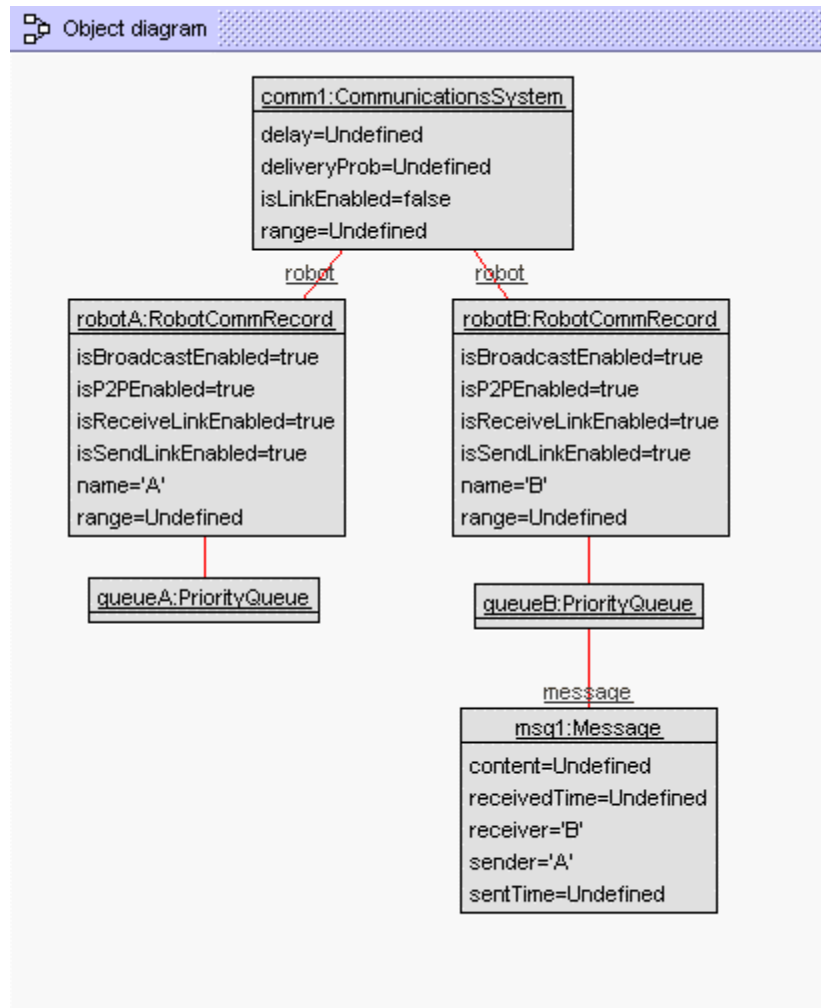 Object diagram
comm1:CommunicationsSystem
delay=Undefined
deliveryProb=Undefined
isLinkEnabled=false
range=Undefined
robot robot
robotA:RobotCommRecord
isBroadcastEnabled=true
isP2PEnabled=true
isReceiveLinkEnabled=true
isSendLinkEnabled=true
name='A'
range=Undefined
robotB:RobotCommRecord
isBroadcastEnabled=true
isP2PEnabled=true
isReceiveLinkEnabled=true
isSendLinkEnabled=true
name='B'
range=Undefined
queueA:PriorityQueue
queueB:PriorityQueue
message
msg1:Message
content=Undefined
receivedTime=Undefined
receiver='B'
sender='A'
sentTime=Undefined